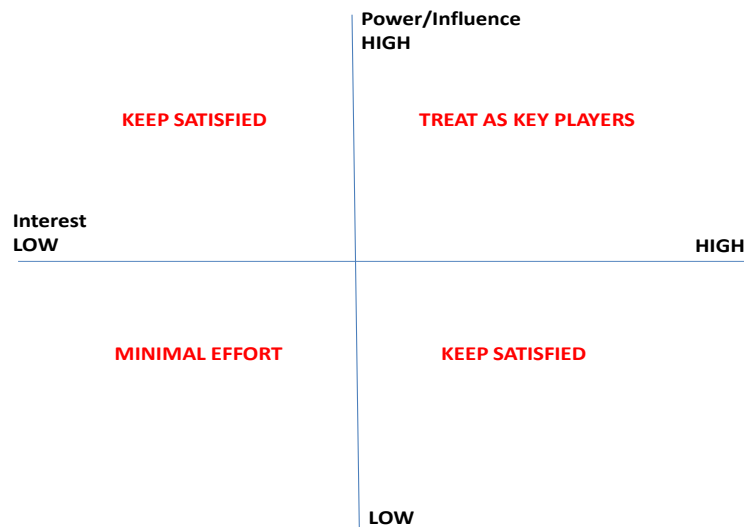 Power/Influence
HIGH
KEEP SATISFIED
TREAT AS KEY PLAYERS
Interest
LOW
HIGH
MINIMAL EFFORT
KEEP SATISFIED
LOW